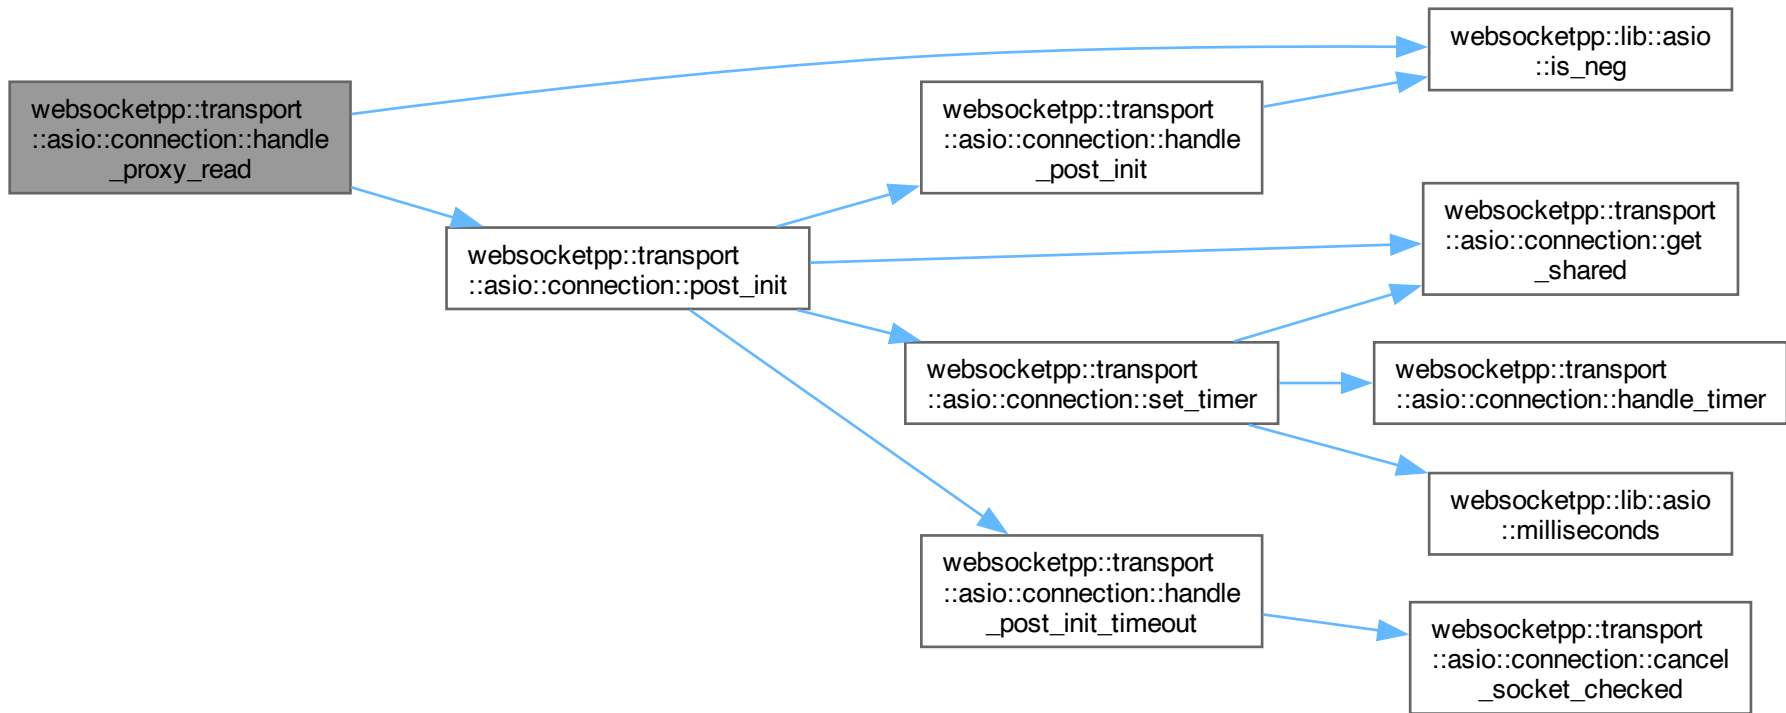 websocketpp::transport
::asio::connection::handle
_proxy_read
websocketpp::transport
::asio::connection::post_init
websocketpp::transport
::asio::connection::handle
_post_init
websocketpp::transport
::asio::connection::set_timer
websocketpp::transport
::asio::connection::handle
_post_init_timeout
websocketpp::lib::asio
::is_neg
websocketpp::transport
::asio::connection::get
_shared
websocketpp::transport
::asio::connection::handle_timer
websocketpp::lib::asio
::milliseconds
websocketpp::transport
::asio::connection::cancel
_socket_checked